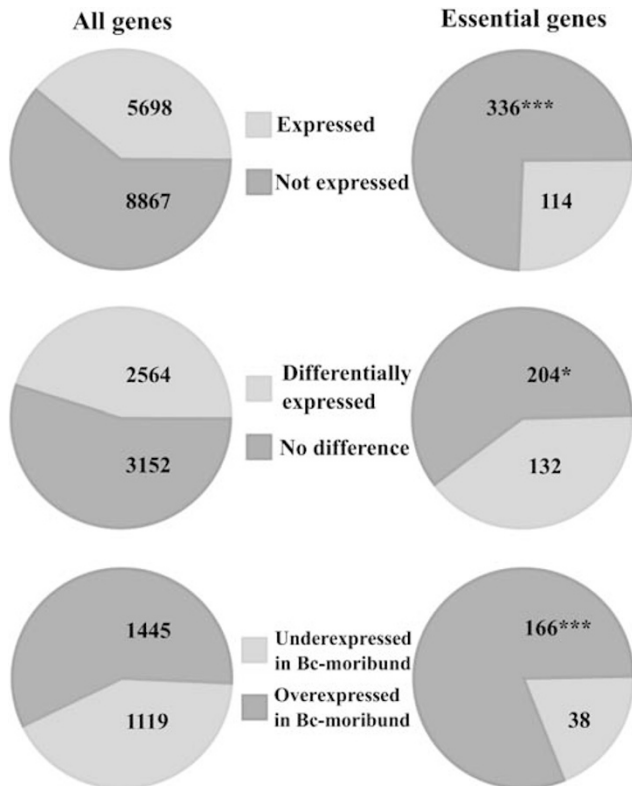 All genes
Essential genes
5698
8867
Expressed
Not expressed
336***
114
2564
3152
Differentially
expressed
No difference
204*
132
1445
1119
Underexpressed
in Bc-moribund
Overexpressed
in Bc-moribund
166***
38